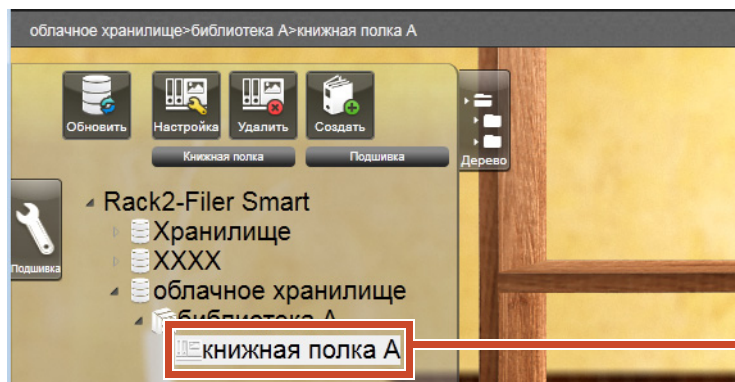 облачное хранилище>библиотека А>книжная полка А
Обновить
Настройка
Удалить
Создать
Книжная полка
Подшивка
Дерево
Подшивка
Rack2-Filer Smart
Хранилище
XXXX
облачное хранилище
библиотека А
книжная полка А